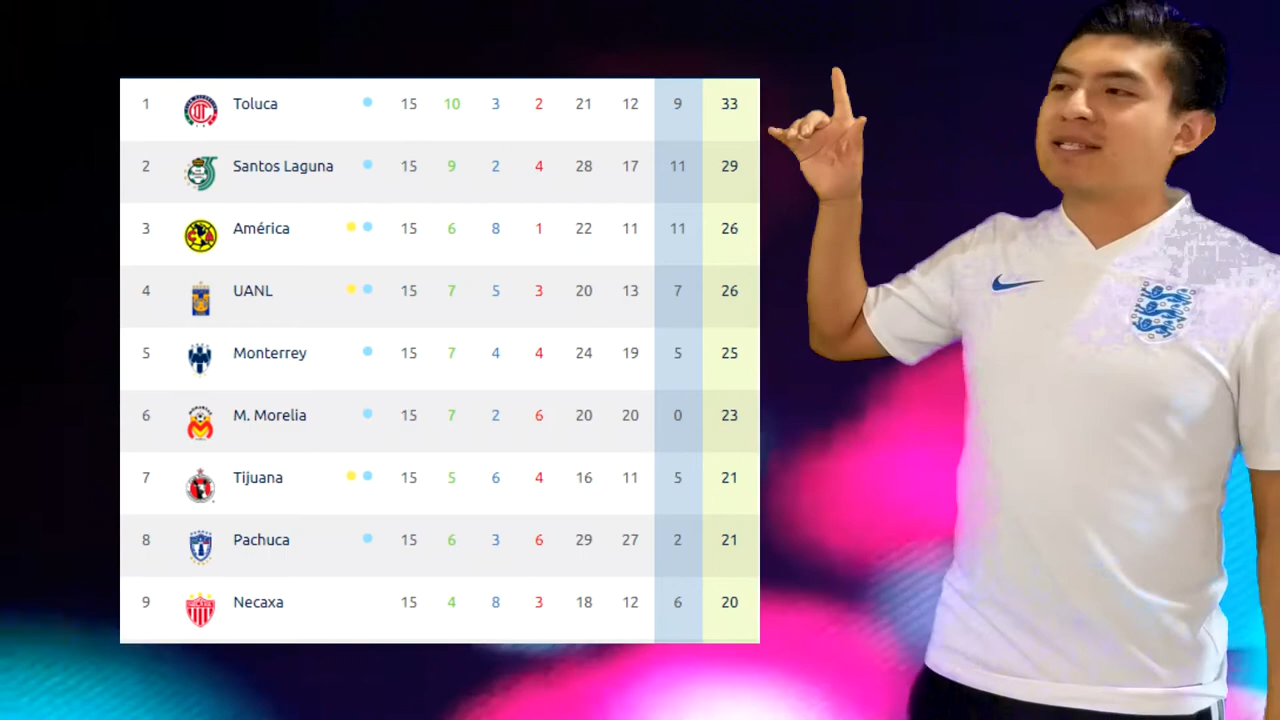 1 Toluca 15 10 3 2 21 12 9 33
2 Santos Laguna 15 9 2 4 28 17 11 29
3 América 15 6 8 1 22 11 11 26
4 UANL 15 7 5 3 20 13 7 26
5 Monterrey 15 7 4 4 24 19 5 25
6 M. Morelia 15 7 2 6 20 20 0 23
7 Tijuana 15 5 6 4 16 11 5 21
8 Pachuca 15 6 3 6 29 27 2 21
9 Necaxa 15 4 8 3 18 12 6 20